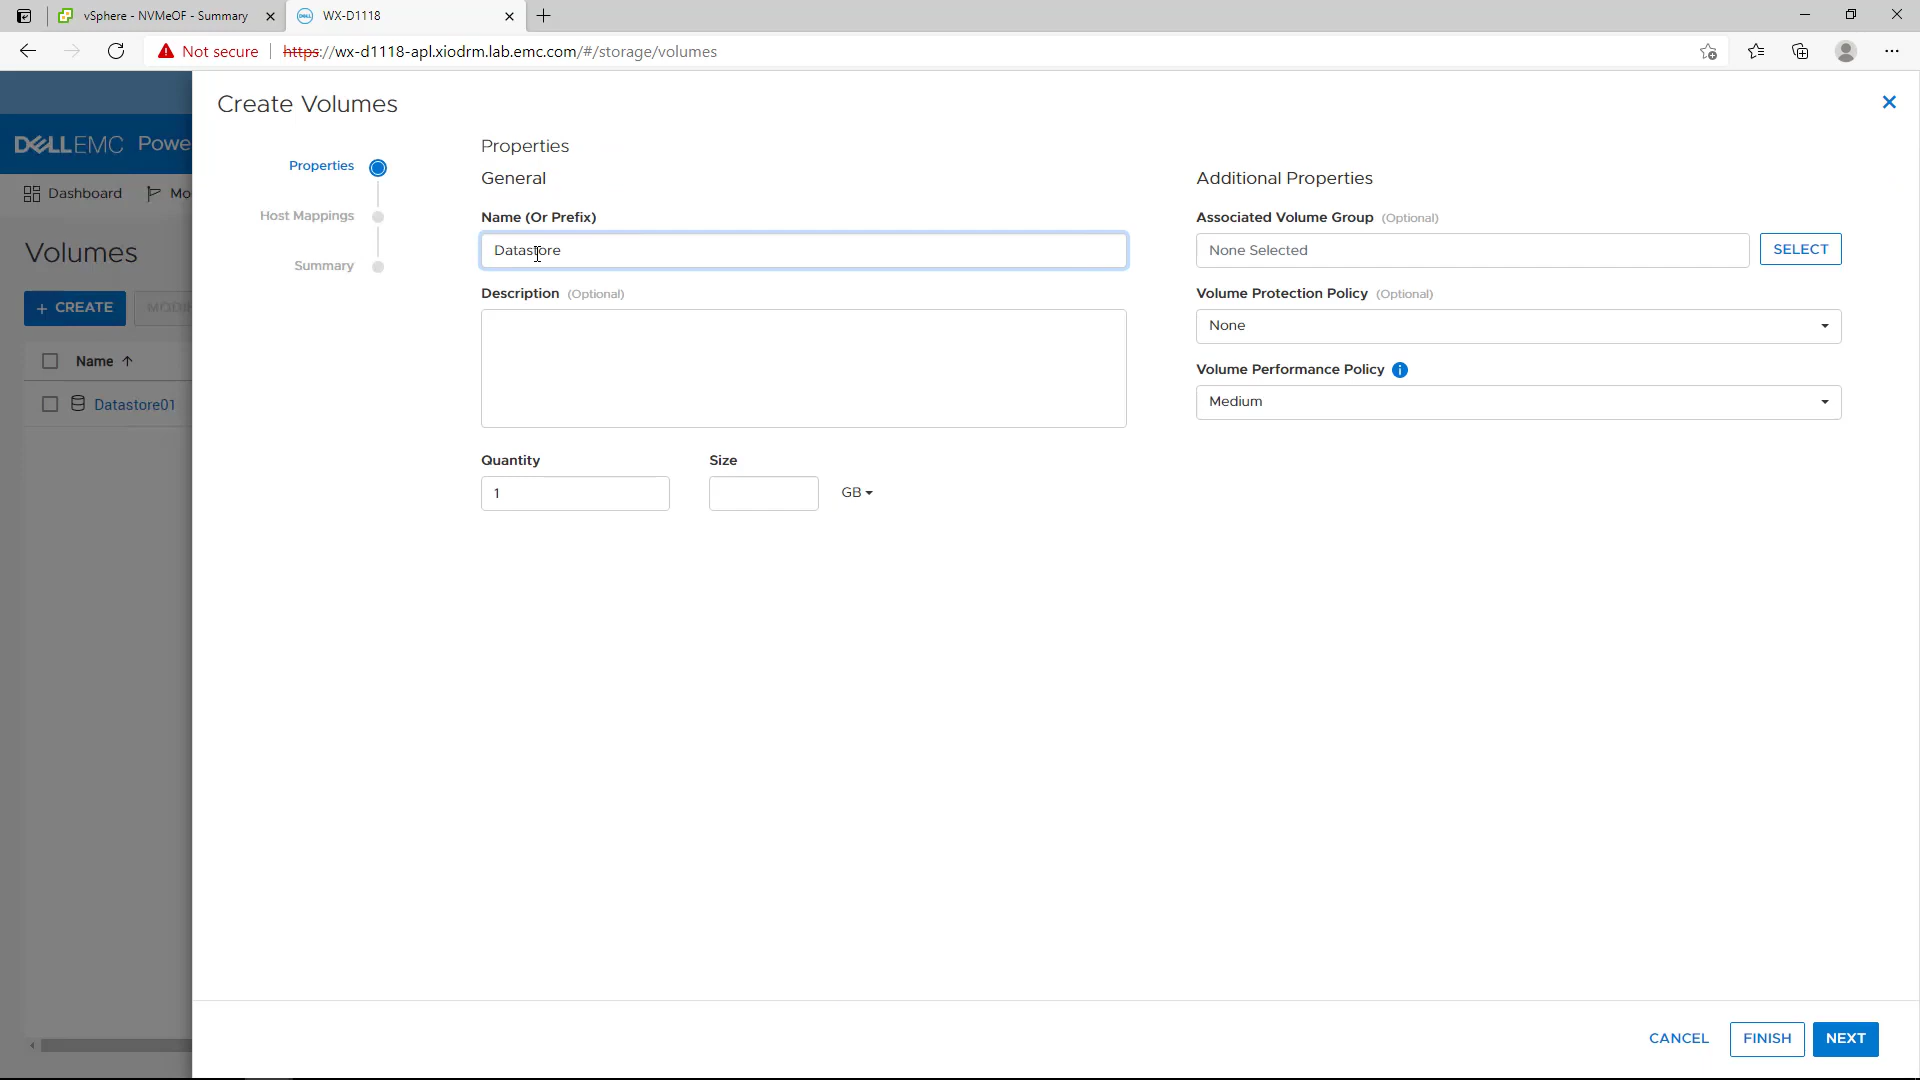 vSphere - NVMeOF - Summary
WX-D1118
Not secure
https://wx-d1118-apl.xiodrm.lab.emc.com/#/storage/volumes
Create Volumes
DELLEMC Powe
Dashboard
Mo
Volumes
+ CREATE
MODI
Name
Datastore01
Properties
Host Mappings
Summary
Properties
General
Name (Or Prefix)
Datastore
Description (Optional)
Quantity
1
Size
GB
Additional Properties
Associated Volume Group (Optional)
None Selected
SELECT
Volume Protection Policy (Optional)
None
Volume Performance Policy
Medium
CANCEL
FINISH
NEXT